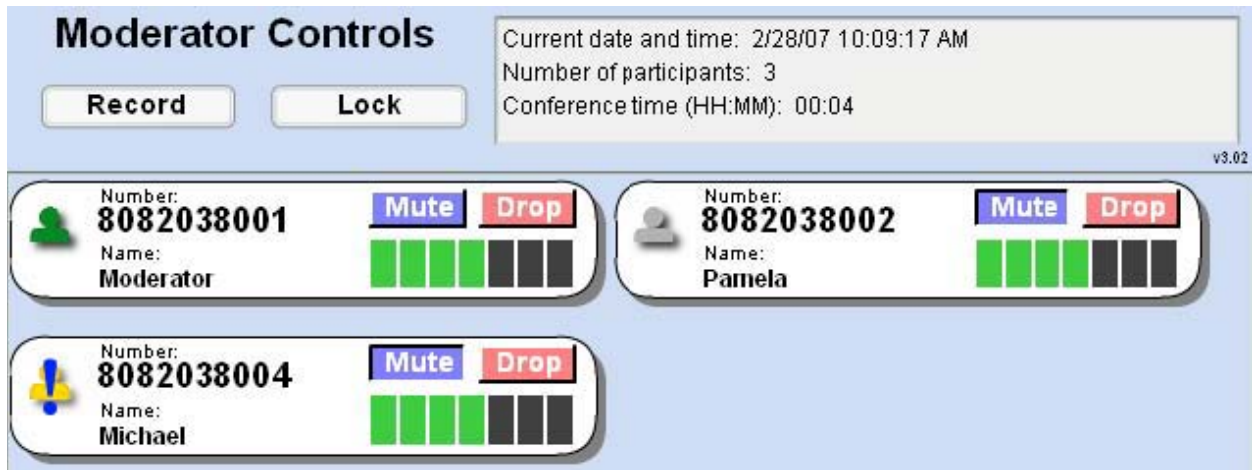 Moderator Controls
Record Lock
Current date and time: 2/28/07 10:09:17 AM
Number of participants: 3
Conference time (HH:MM): 00:04
v3.02
Number:
8082038001
Name:
Moderator
Mute Drop
Number:
8082038002
Name:
Pamela
Mute Drop
Number:
8082038004
Name:
Michael
Mute Drop